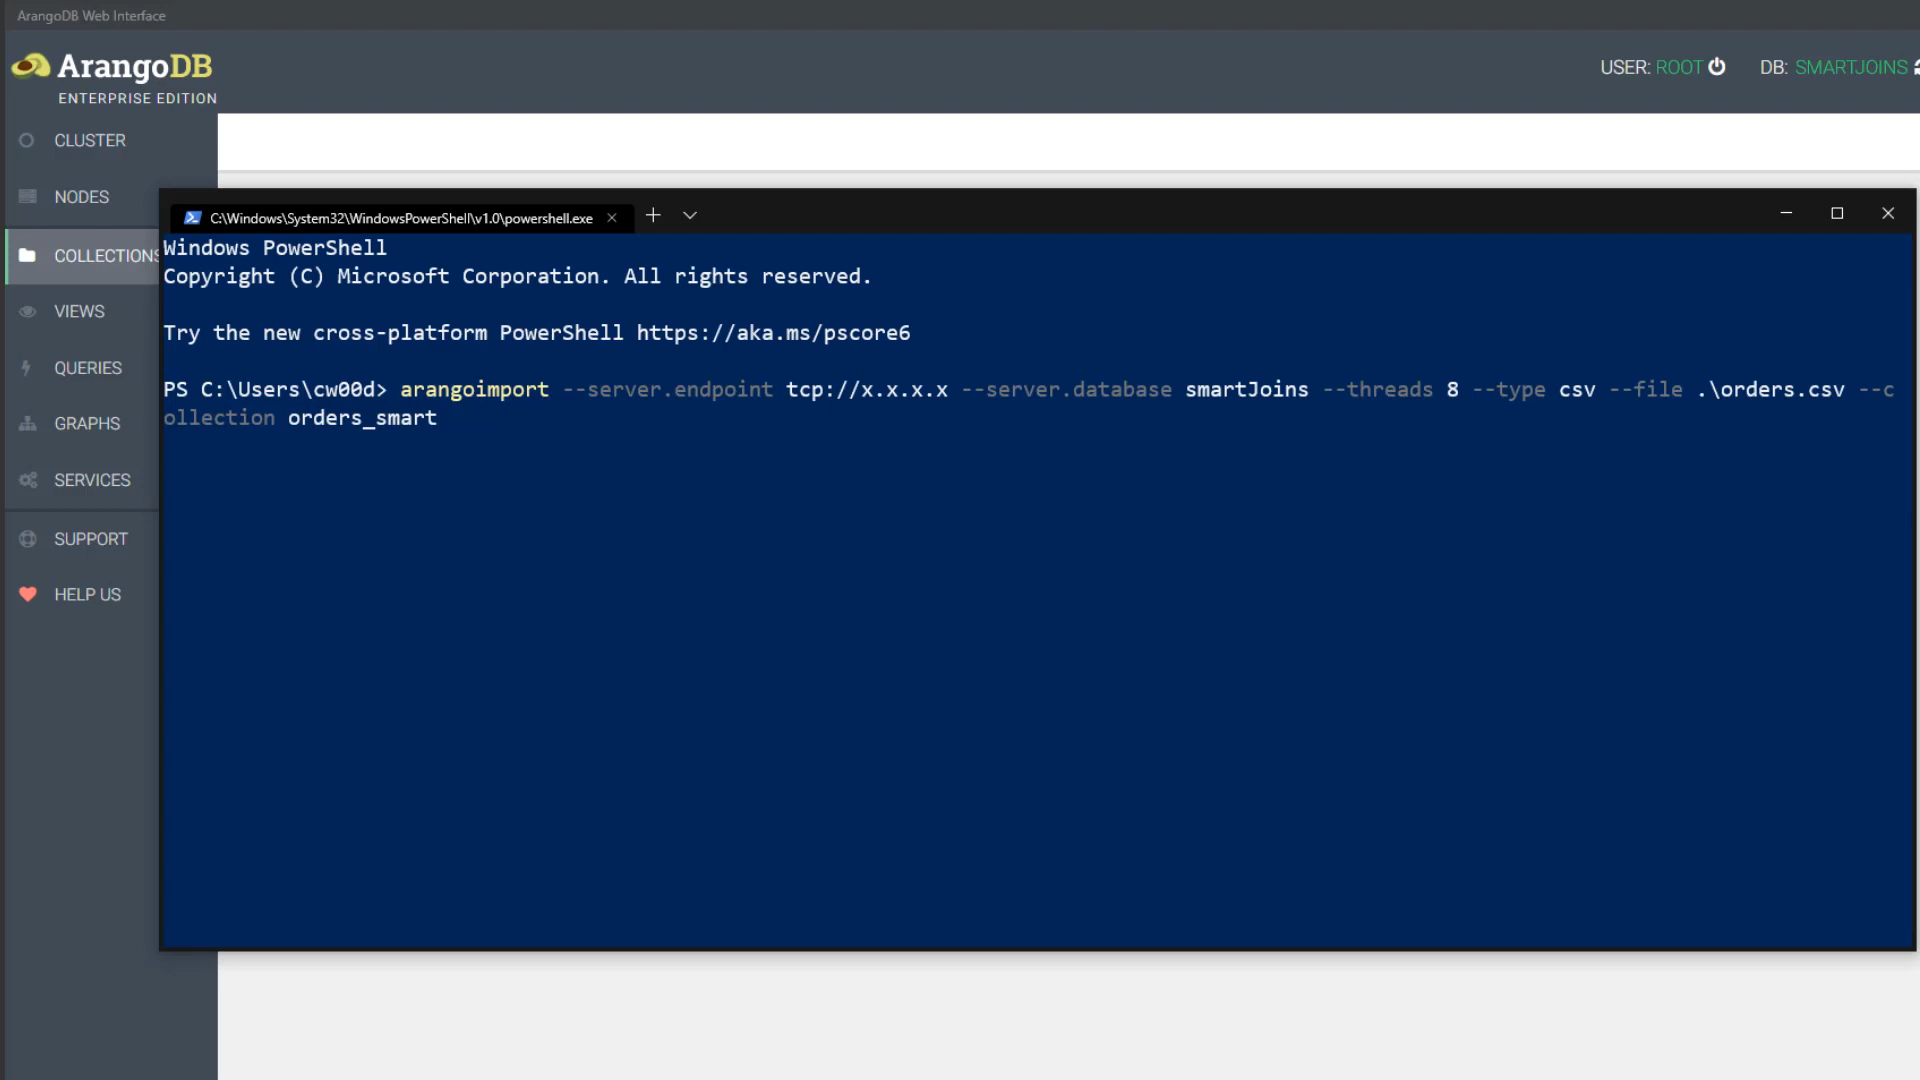 ArangoDB Web Interface
ArangoDB
ENTERPRISE EDITION
USER: ROOT DB: SMARTJOINS
CLUSTER
NODES
COLLECTIONS
VIEWS
QUERIES
GRAPHS
SERVICES
SUPPORT
HELP US
C:\Windows\System32\WindowsPowerShell\v1.0\powershell.exe
Windows PowerShell
Copyright (C) Microsoft Corporation. All rights reserved.
Try the new cross-platform PowerShell https://aka.ms/pscore6
PS C:\Users\cw00d> arangoimport --server.endpoint tcp://x.x.x.x --server.database smartJoins --threads 8 --type csv --file .\orders.csv --c
ollection orders_smart